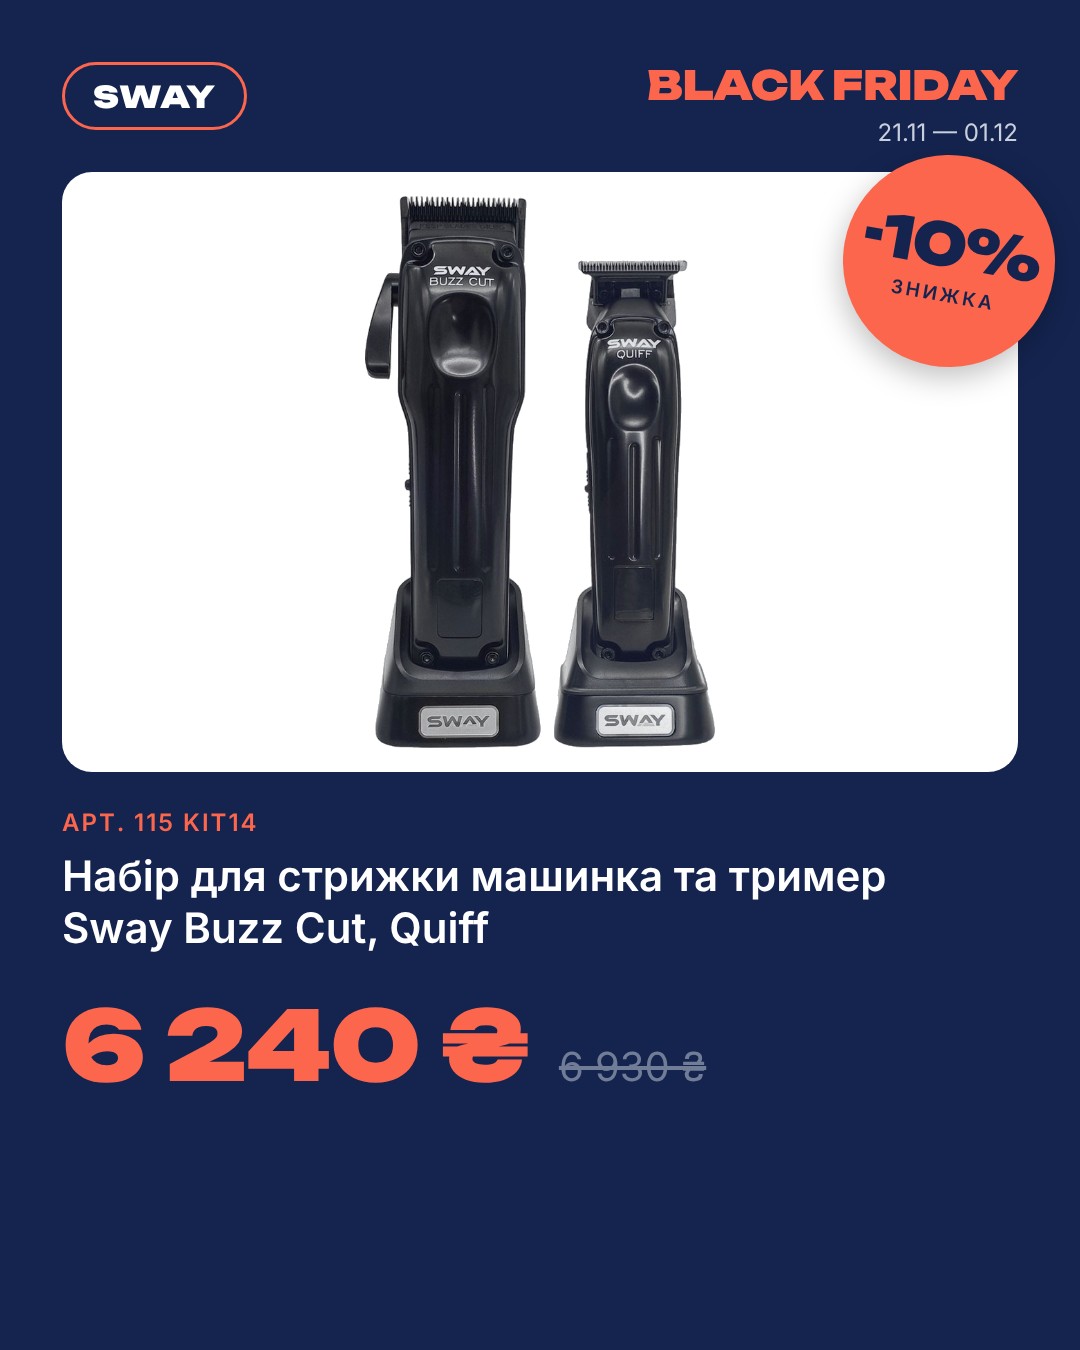 SWAY
BLACK FRIDAY
21.11 — 01.12
-10%
ЗНИЖКА
SWAY
BUZZ CUT
SWAY
QUIFF
SWAY
SWAY
АРТ. 115 KIT14
Набір для стрижки машинка та тример
Sway Buzz Cut, Quiff
6 240 ₴
6 930 ₴